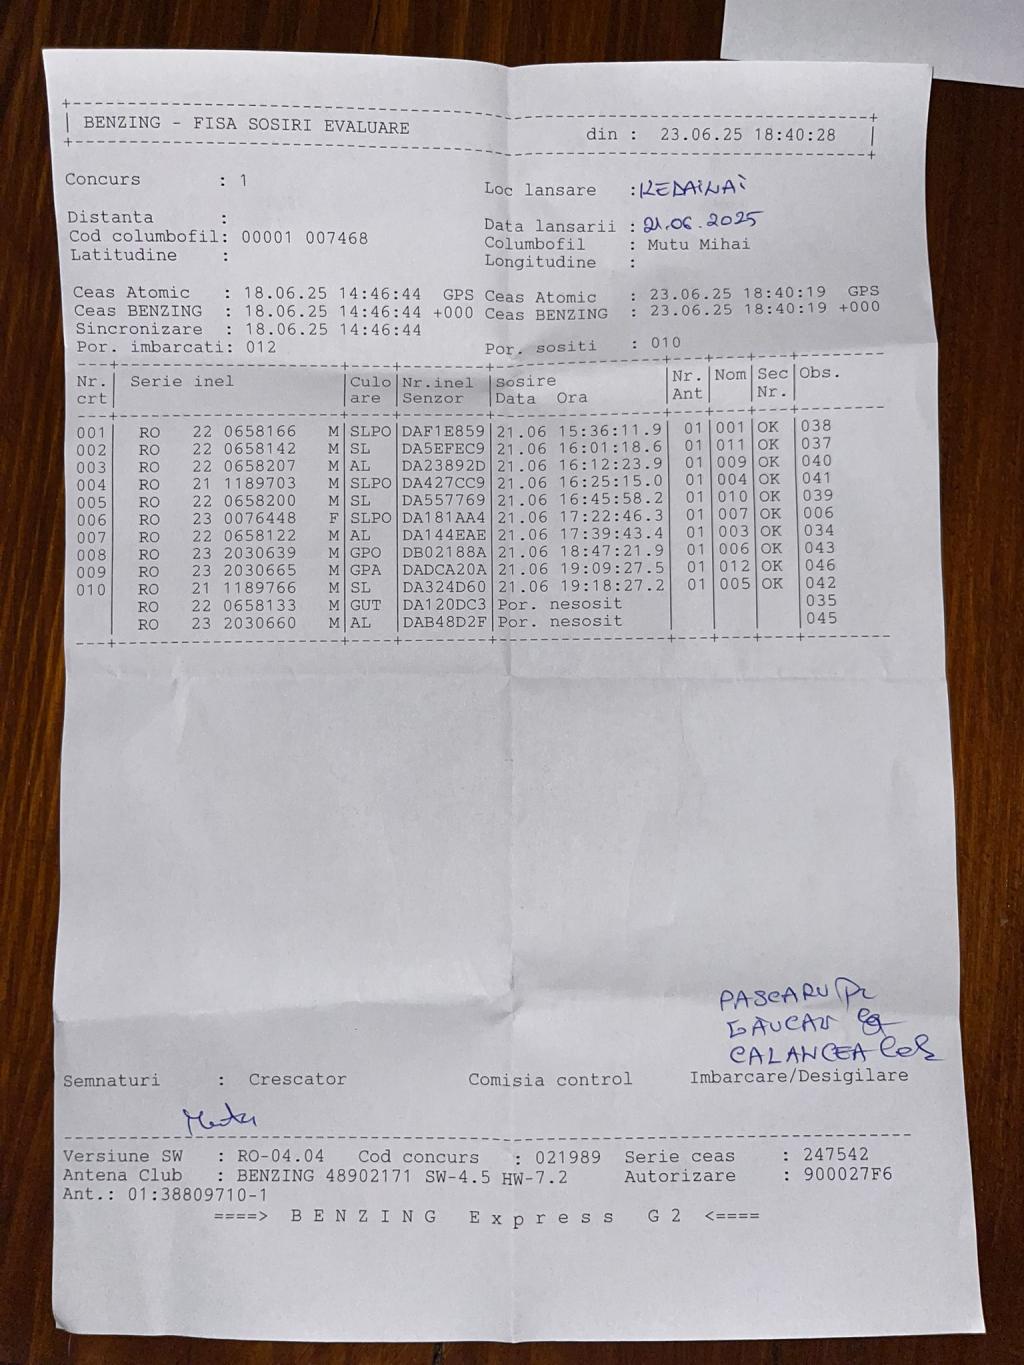 BENZING - FISA SOSIRI EVALUARE din : 23.06.25 18:40:28
Concurs : 1
Loc lansare : KEDAINAI
Distanta :
Data lansarii : 21.06.2025
Cod columbofil: 00001 007468
Columbofil : Mutu Mihai
Latitudine :
Longitudine :
Ceas Atomic : 18.06.25 14:46:44 GPS Ceas Atomic : 23.06.25 18:40:19 GPS
Ceas BENZING : 18.06.25 14:46:44 +000 Ceas BENZING : 23.06.25 18:40:19 +000
Sincronizare : 18.06.25 14:46:44
Por. imbarcati: 012 Por. sositi : 010
Nr. Serie inel Culo Nr.inel Sosire Nr. Nom Sec Obs.
crt are Senzor Data Ora Ant Nr.
001 RO 22 0658166 M SLPO DAF1E859 21.06 15:36:11.9 01 001 OK 038
002 RO 22 0658142 M SL DA5EFEC9 21.06 16:01:18.6 01 011 OK 037
003 RO 22 0658207 M AL DA23892D 21.06 16:12:23.9 01 009 OK 040
004 RO 21 1189703 M SLPO DA427CC9 21.06 16:25:15.0 01 004 OK 041
005 RO 22 0658200 M SL DA557769 21.06 16:45:58.2 01 010 OK 039
006 RO 23 0076448 F SLPO DA181AA4 21.06 17:22:46.3 01 007 OK 006
007 RO 22 0658122 M AL DA144EAE 21.06 17:39:43.4 01 003 OK 034
008 RO 23 2030639 M GPO DB02188A 21.06 18:47:21.9 01 006 OK 043
009 RO 23 2030665 M GPA DADCA20A 21.06 19:09:27.5 01 012 OK 046
010 RO 21 1189766 M SL DA324D60 21.06 19:18:27.2 01 005 OK 042
RO 22 0658133 M GUT DA120DC3 Por. nesosit 035
RO 23 2030660 M AL DAB48D2F Por. nesosit 045
PASCARU
GĂUCAN
CALANCEA
Semnaturi : Crescator Comisia control Imbarcare/Desigilare
Mutu
Versiune SW : RO-04.04 Cod concurs : 021989 Serie ceas : 247542
Antena Club : BENZING 48902171 SW-4.5 HW-7.2 Autorizare : 900027F6
Ant.: 01:38809710-1
====> B E N Z I N G E x p r e s s G 2 <====